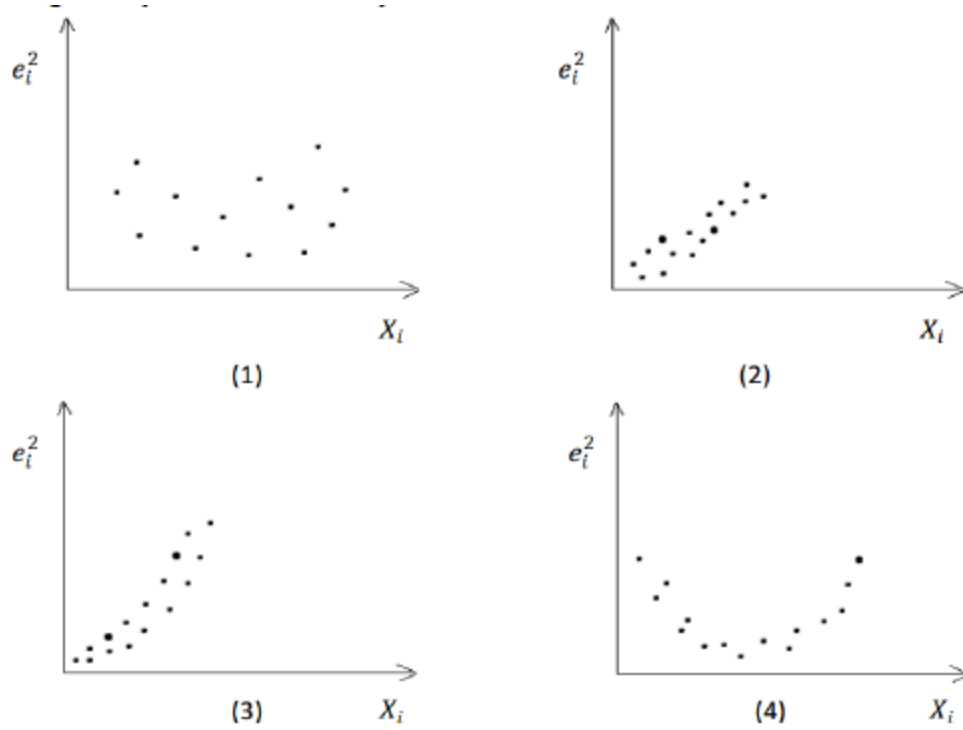 e_i^2 e_i^2
X_i X_i
(1) (2)
e_i^2 e_i^2
(3) X_i (4) X_i